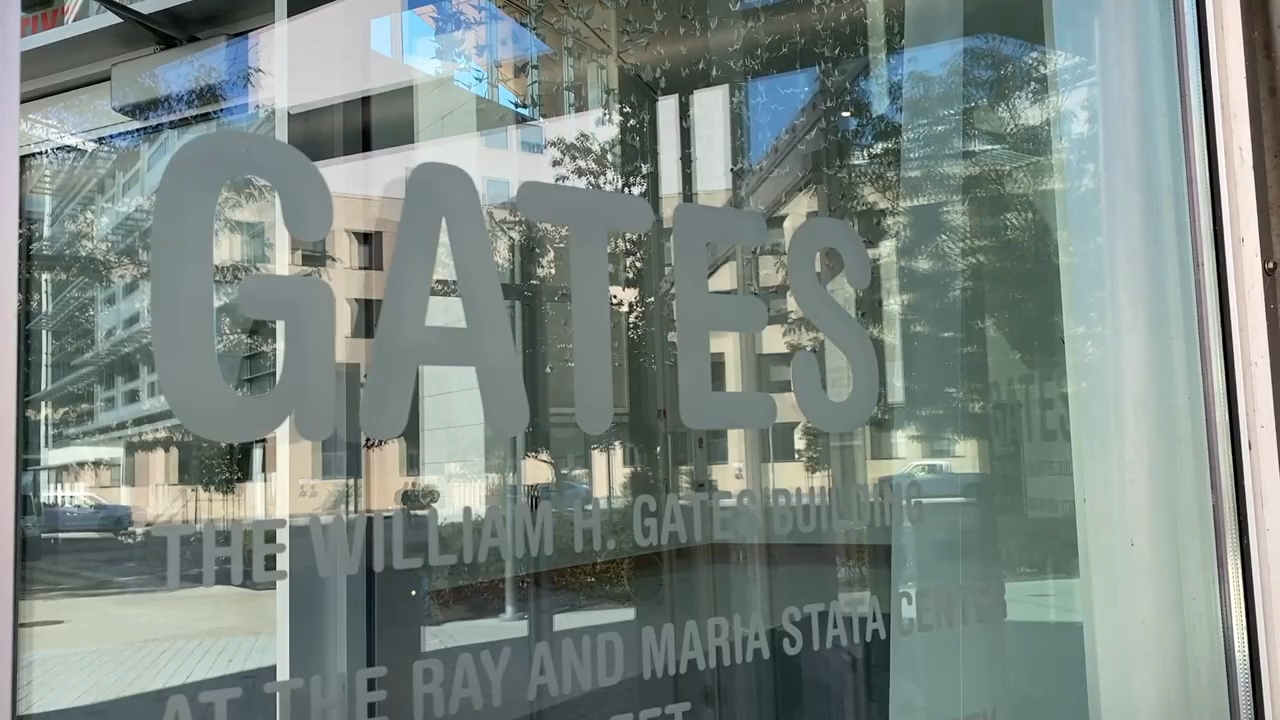 GATES
THE WILLIAM H. GATES BUILDING
AT THE RAY AND MARIA STATA CENTER